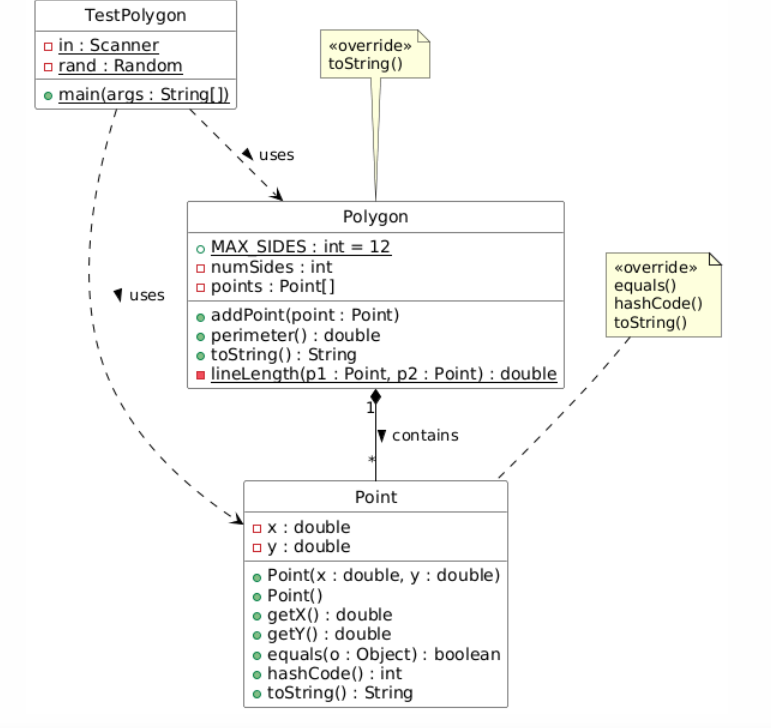 TestPolygon
in : Scanner
rand : Random
main(args : String[])
«override»
toString()
uses
Polygon
MAX_SIDES : int = 12
numSides : int
points : Point[]
addPoint(point : Point)
perimeter() : double
toString() : String
lineLength(p1 : Point, p2 : Point) : double
«override»
equals()
hashCode()
toString()
uses
1
contains
*
Point
x : double
y : double
Point(x : double, y : double)
Point()
getX() : double
getY() : double
equals(o : Object) : boolean
hashCode() : int
toString() : String